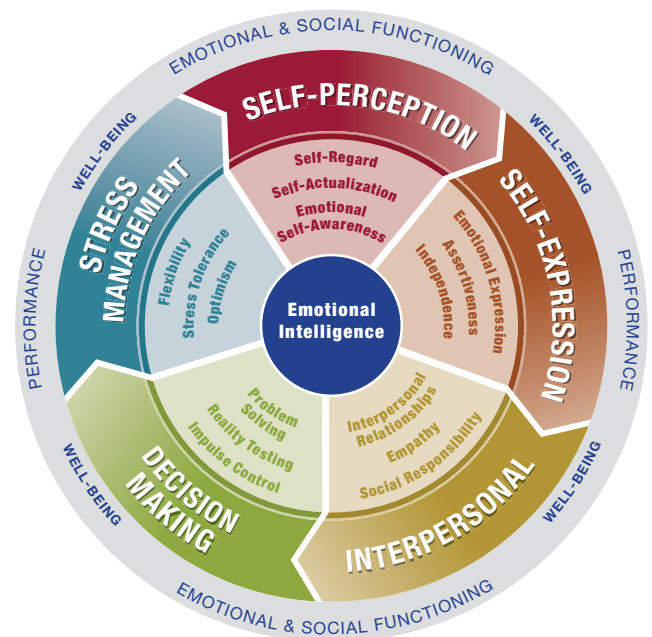 EMOTIONAL & SOCIAL FUNCTIONING
WELL-BEING
WELL-BEING
PERFORMANCE
PERFORMANCE
WELL-BEING
WELL-BEING
EMOTIONAL & SOCIAL FUNCTIONING
SELF-PERCEPTION
Self-Regard
Self-Actualization
Emotional
Self-Awareness
SELF-EXPRESSION
Emotional Expression
Assertiveness
Independence
INTERPERSONAL
Interpersonal
Relationships
Empathy
Social Responsibility
DECISION
MAKING
Problem
Solving
Reality Testing
Impulse Control
STRESS
MANAGEMENT
Flexibility
Stress Tolerance
Optimism
Emotional
Intelligence